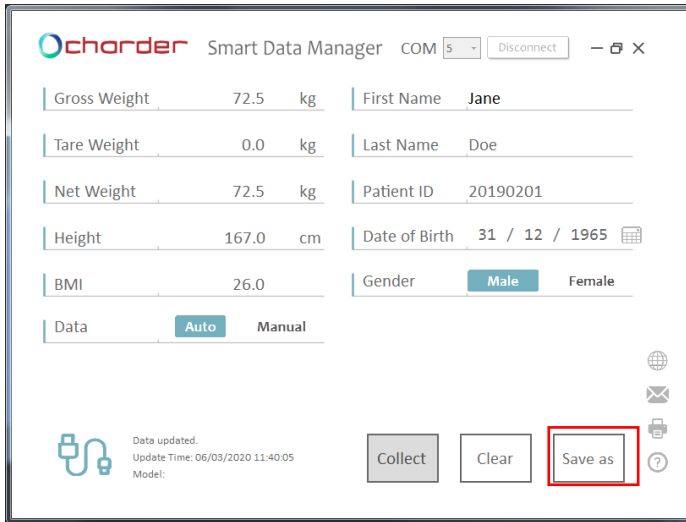 charder Smart Data Manager COM 5 Disconnect
Gross Weight 72.5 kg First Name Jane
Tare Weight 0.0 kg Last Name Doe
Net Weight 72.5 kg Patient ID 20190201
Height 167.0 cm Date of Birth 31 / 12 / 1965
BMI 26.0 Gender Male Female
Data Auto Manual
Data updated.
Update Time: 06/03/2020 11:40:05
Model:
Collect Clear Save as
?